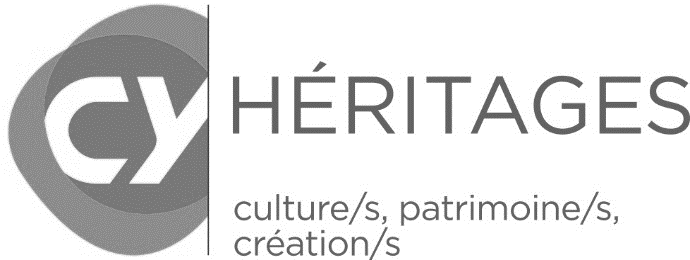 CY
HÉRITAGES
culture/s, patrimoine/s,
création/s